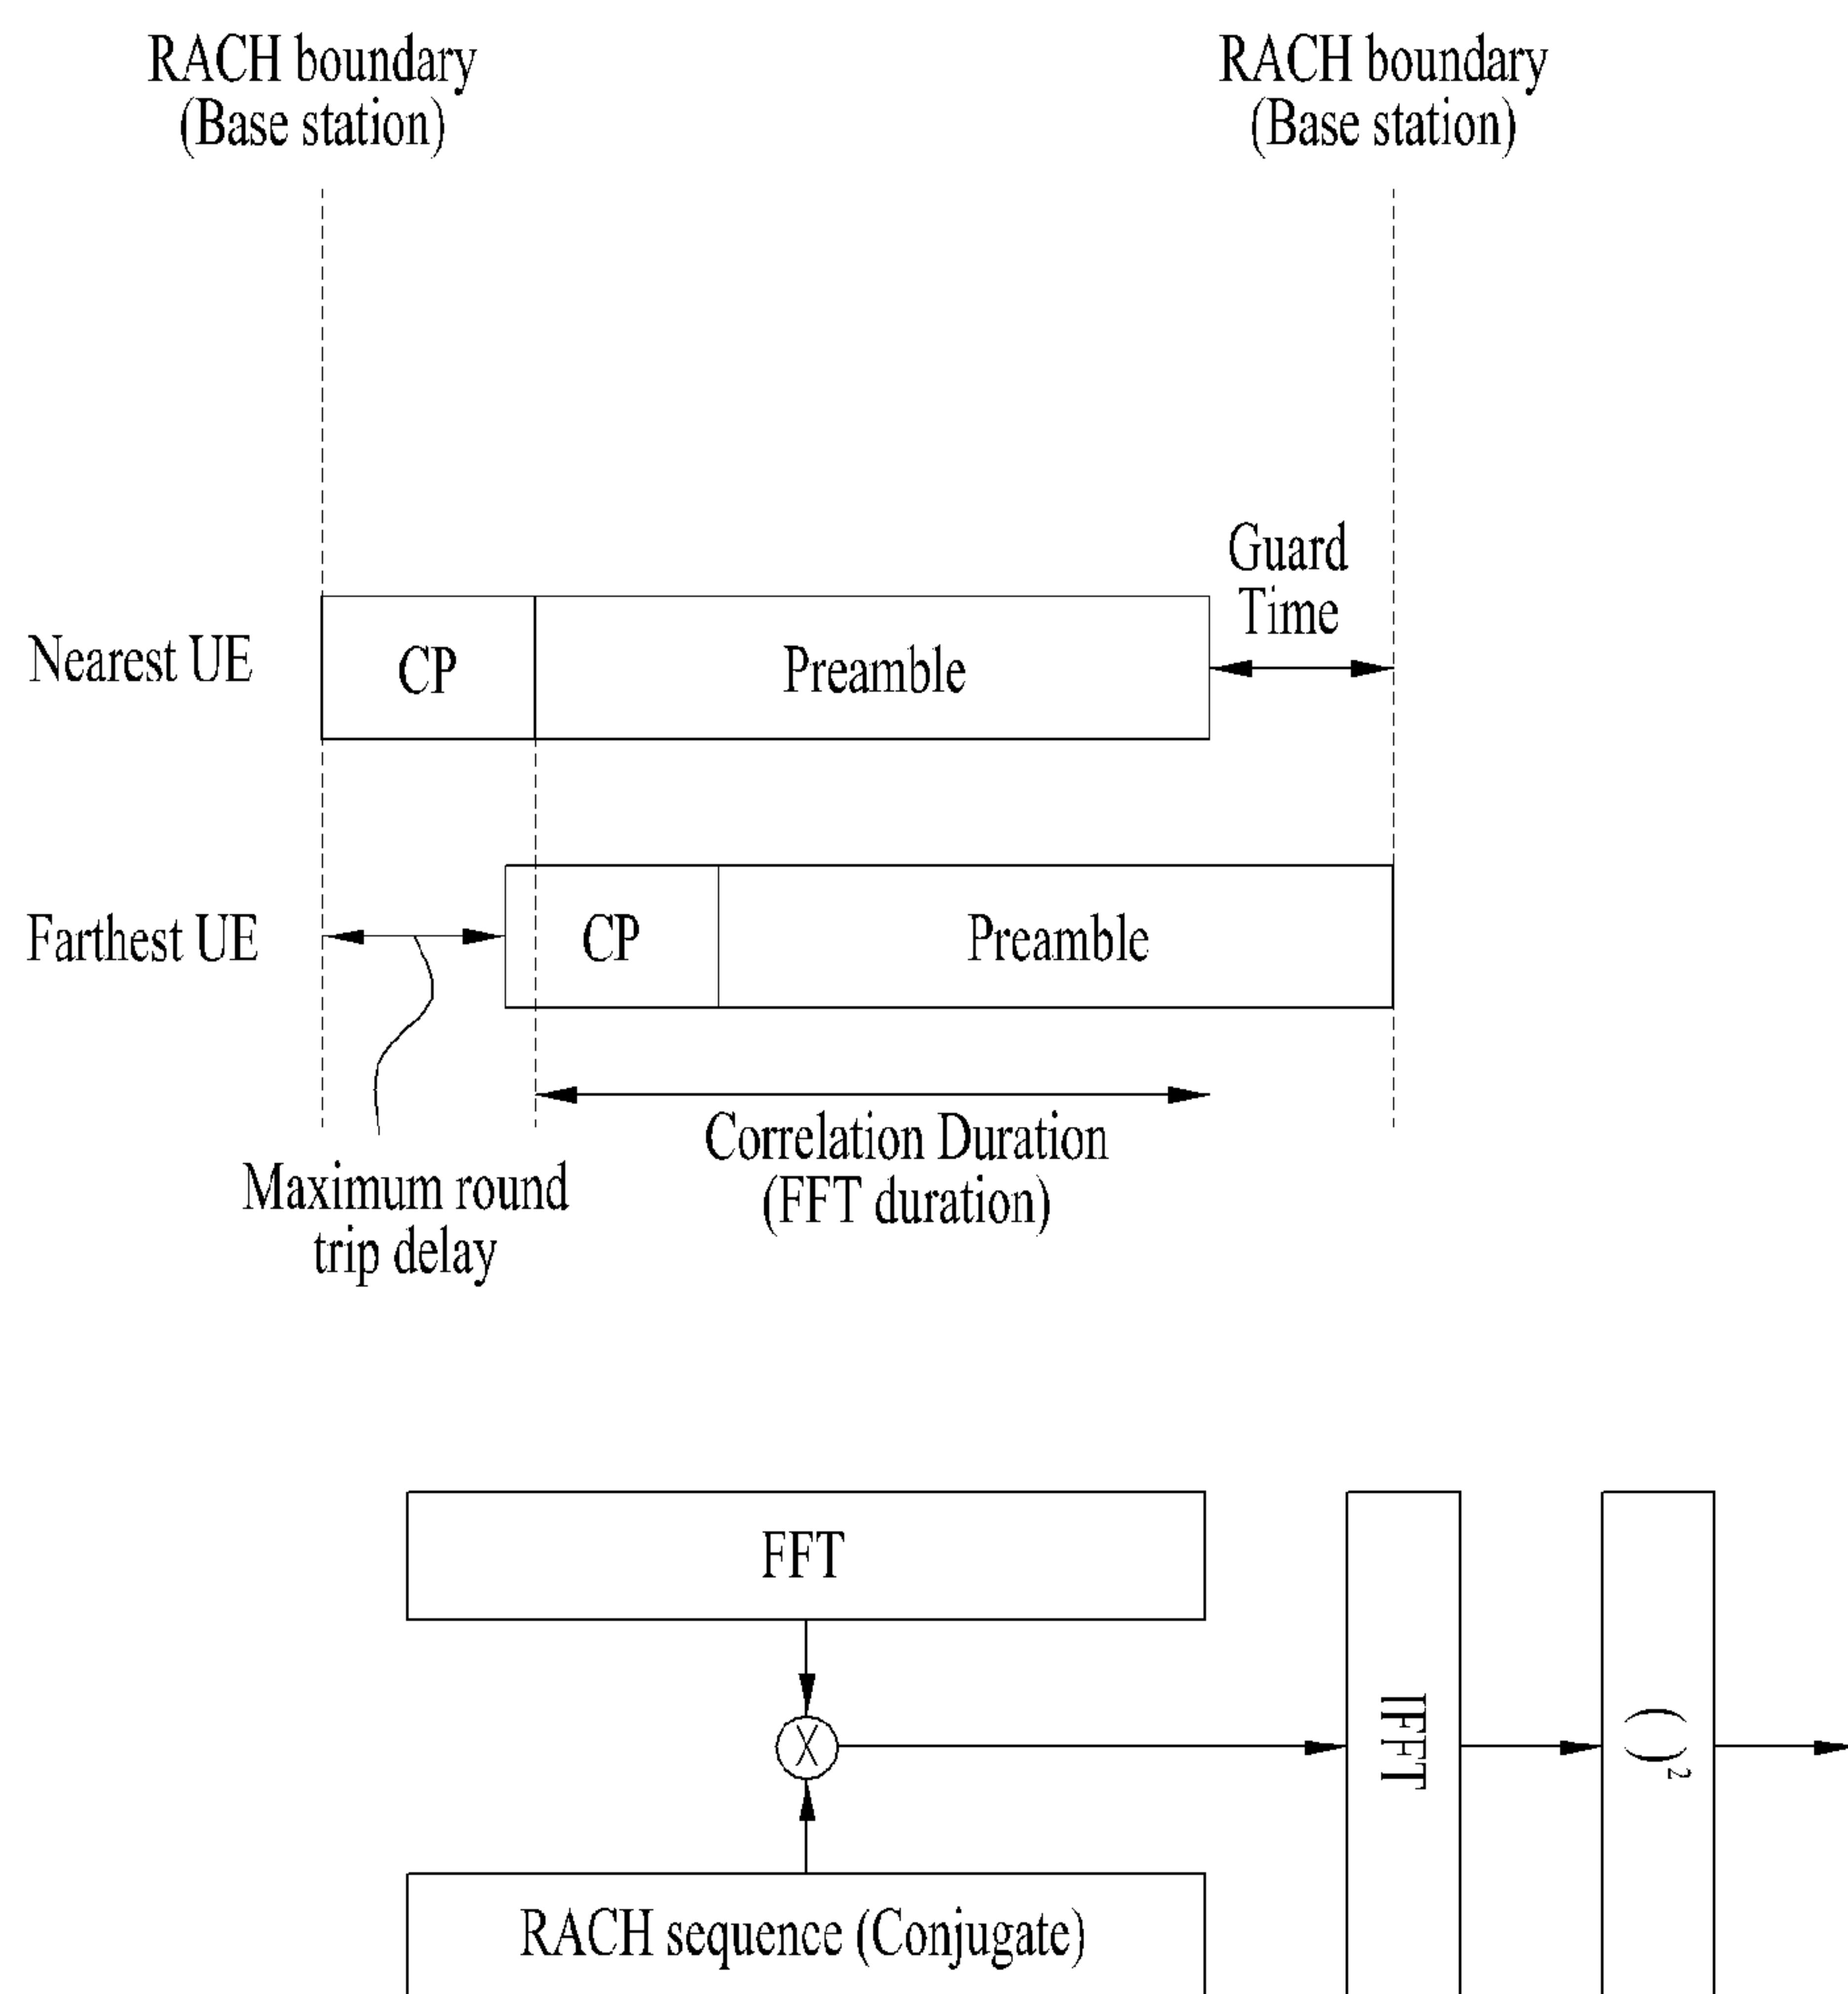 RACH boundary
(Base station)
RACH boundary
(Base station)
Guard
Time
Nearest UE
CP
Preamble
Farthest UE
CP
Preamble
Correlation Duration
(FFT duration)
Maximum round
trip delay
FFT
X
IFFT
( )²
RACH sequence (Conjugate)